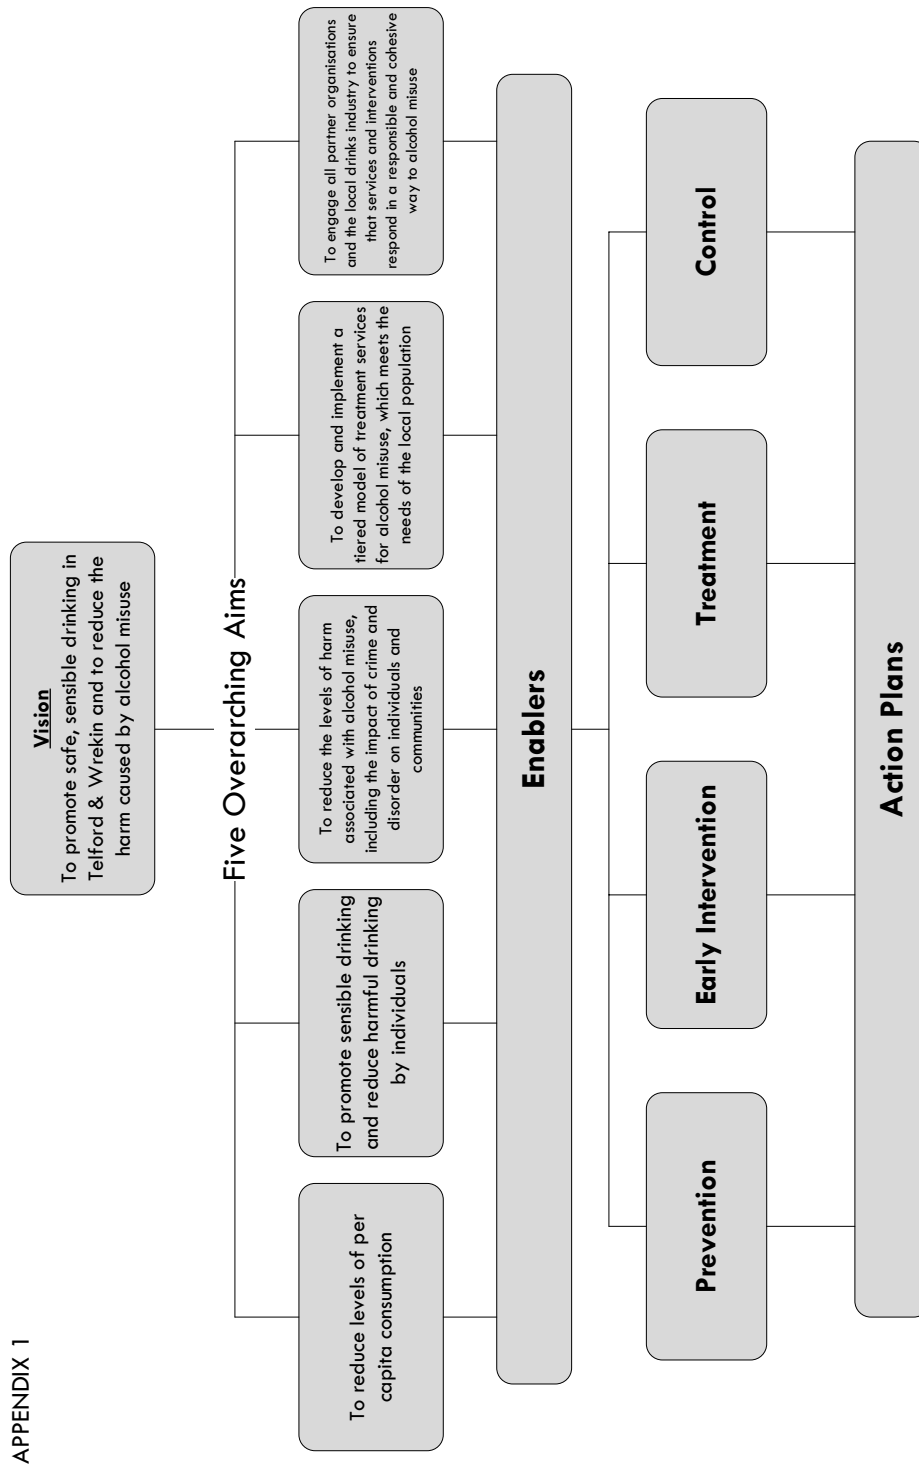 APPENDIX 1
Vision
To promote safe, sensible drinking in
Telford & Wrekin and to reduce the
harm caused by alcohol misuse
Five Overarching Aims
To reduce levels of per
capita consumption
To promote sensible drinking
and reduce harmful drinking
by individuals
To reduce the levels of harm
associated with alcohol misuse,
including the impact of crime and
disorder on individuals and
communities
To develop and implement a
tiered model of treatment services
for alcohol misuse, which meets the
needs of the local population
To engage all partner organisations
and the local drinks industry to ensure
that services and interventions
respond in a responsible and cohesive
way to alcohol misuse
Enablers
Prevention
Early Intervention
Treatment
Control
Action Plans